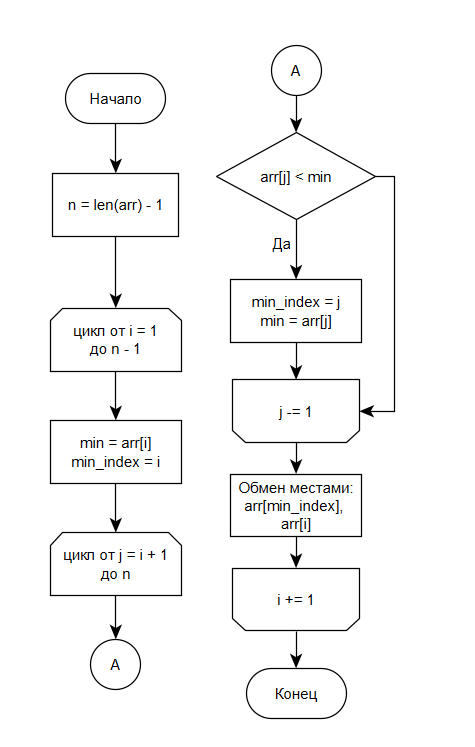 Начало
n = len(arr) - 1
цикл от i = 1
до n - 1
min = arr[i]
min_index = i
цикл от j = i + 1
до n
А
А
arr[j] < min
Да
min_index = j
min = arr[j]
j -= 1
Обмен местами:
arr[min_index],
arr[i]
i += 1
Конец